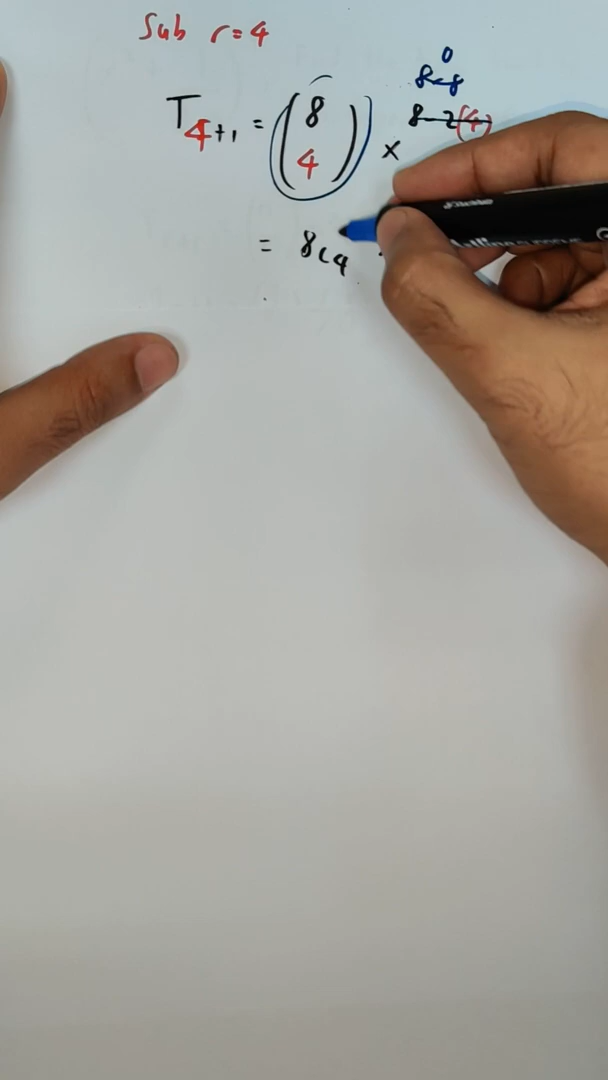 Sub r=4
0
8-8
T4+1 = (8 4) x 8-2(4)
= 8C4